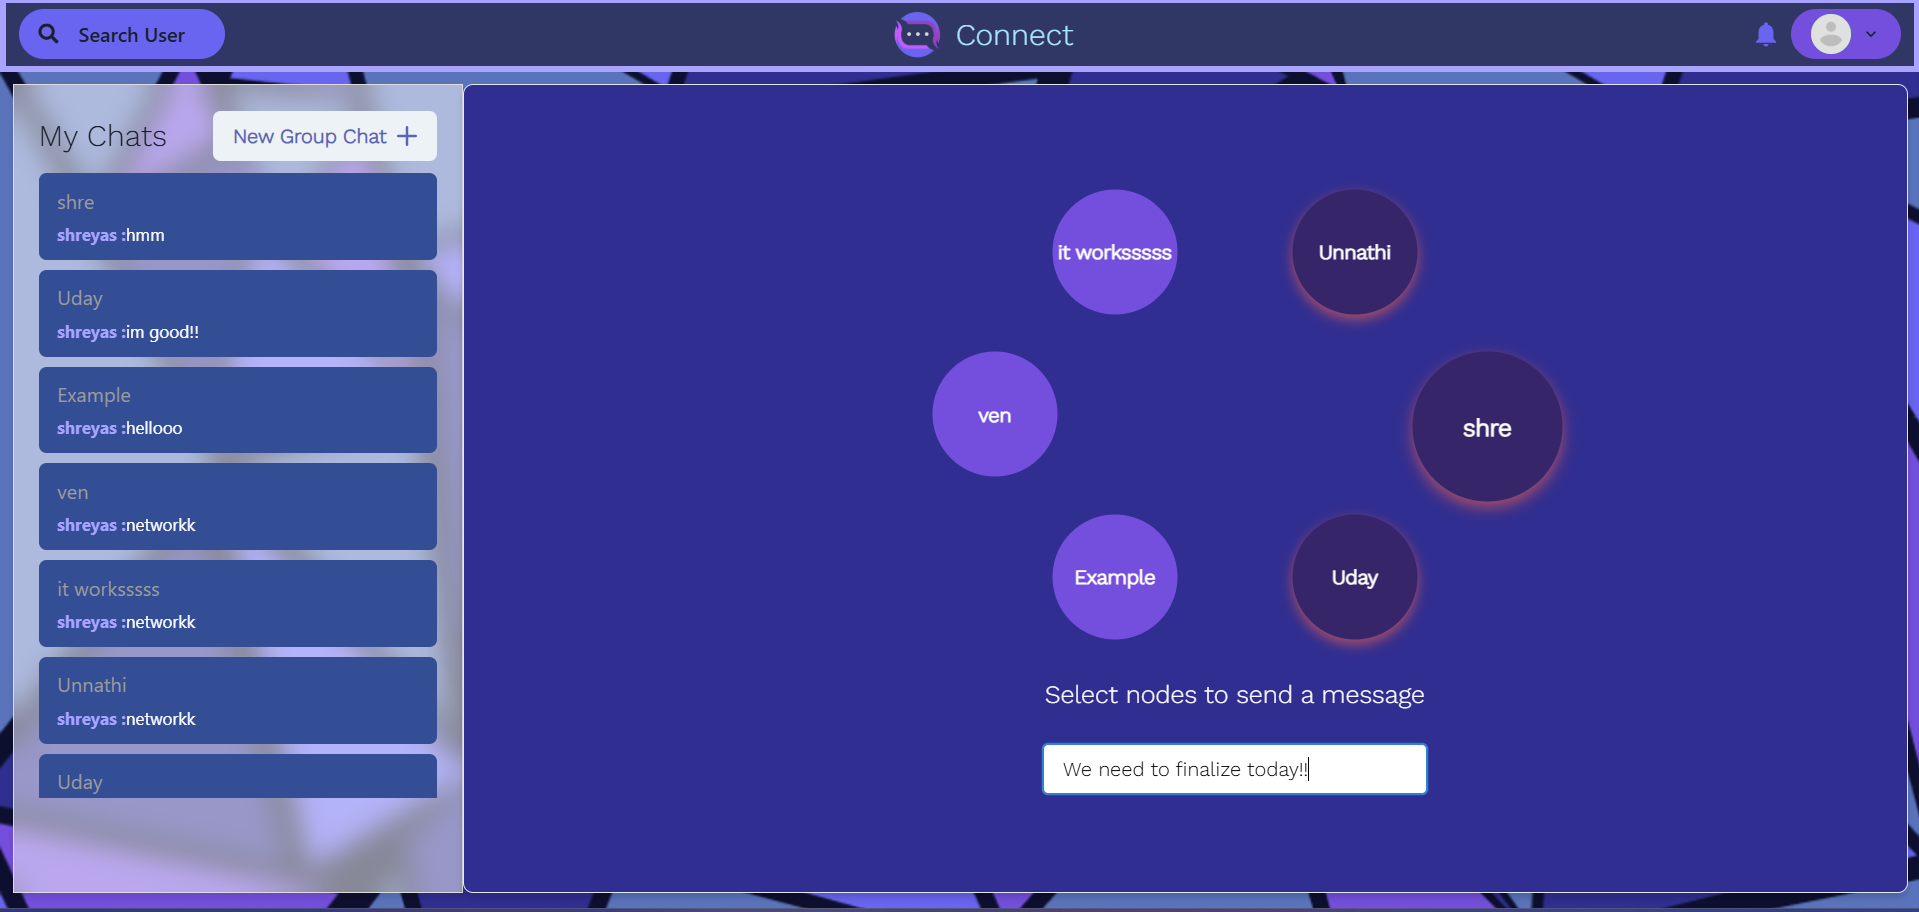 Search User
Connect
My Chats
New Group Chat
shre
shreyas :hmm
Uday
shreyas :im good!!
Example
shreyas :hellooo
ven
shreyas :networkk
it worksssss
shreyas :networkk
Unnathi
shreyas :networkk
Uday
it worksssss
Unnathi
ven
shre
Example
Uday
Select nodes to send a message
We need to finalize today!!